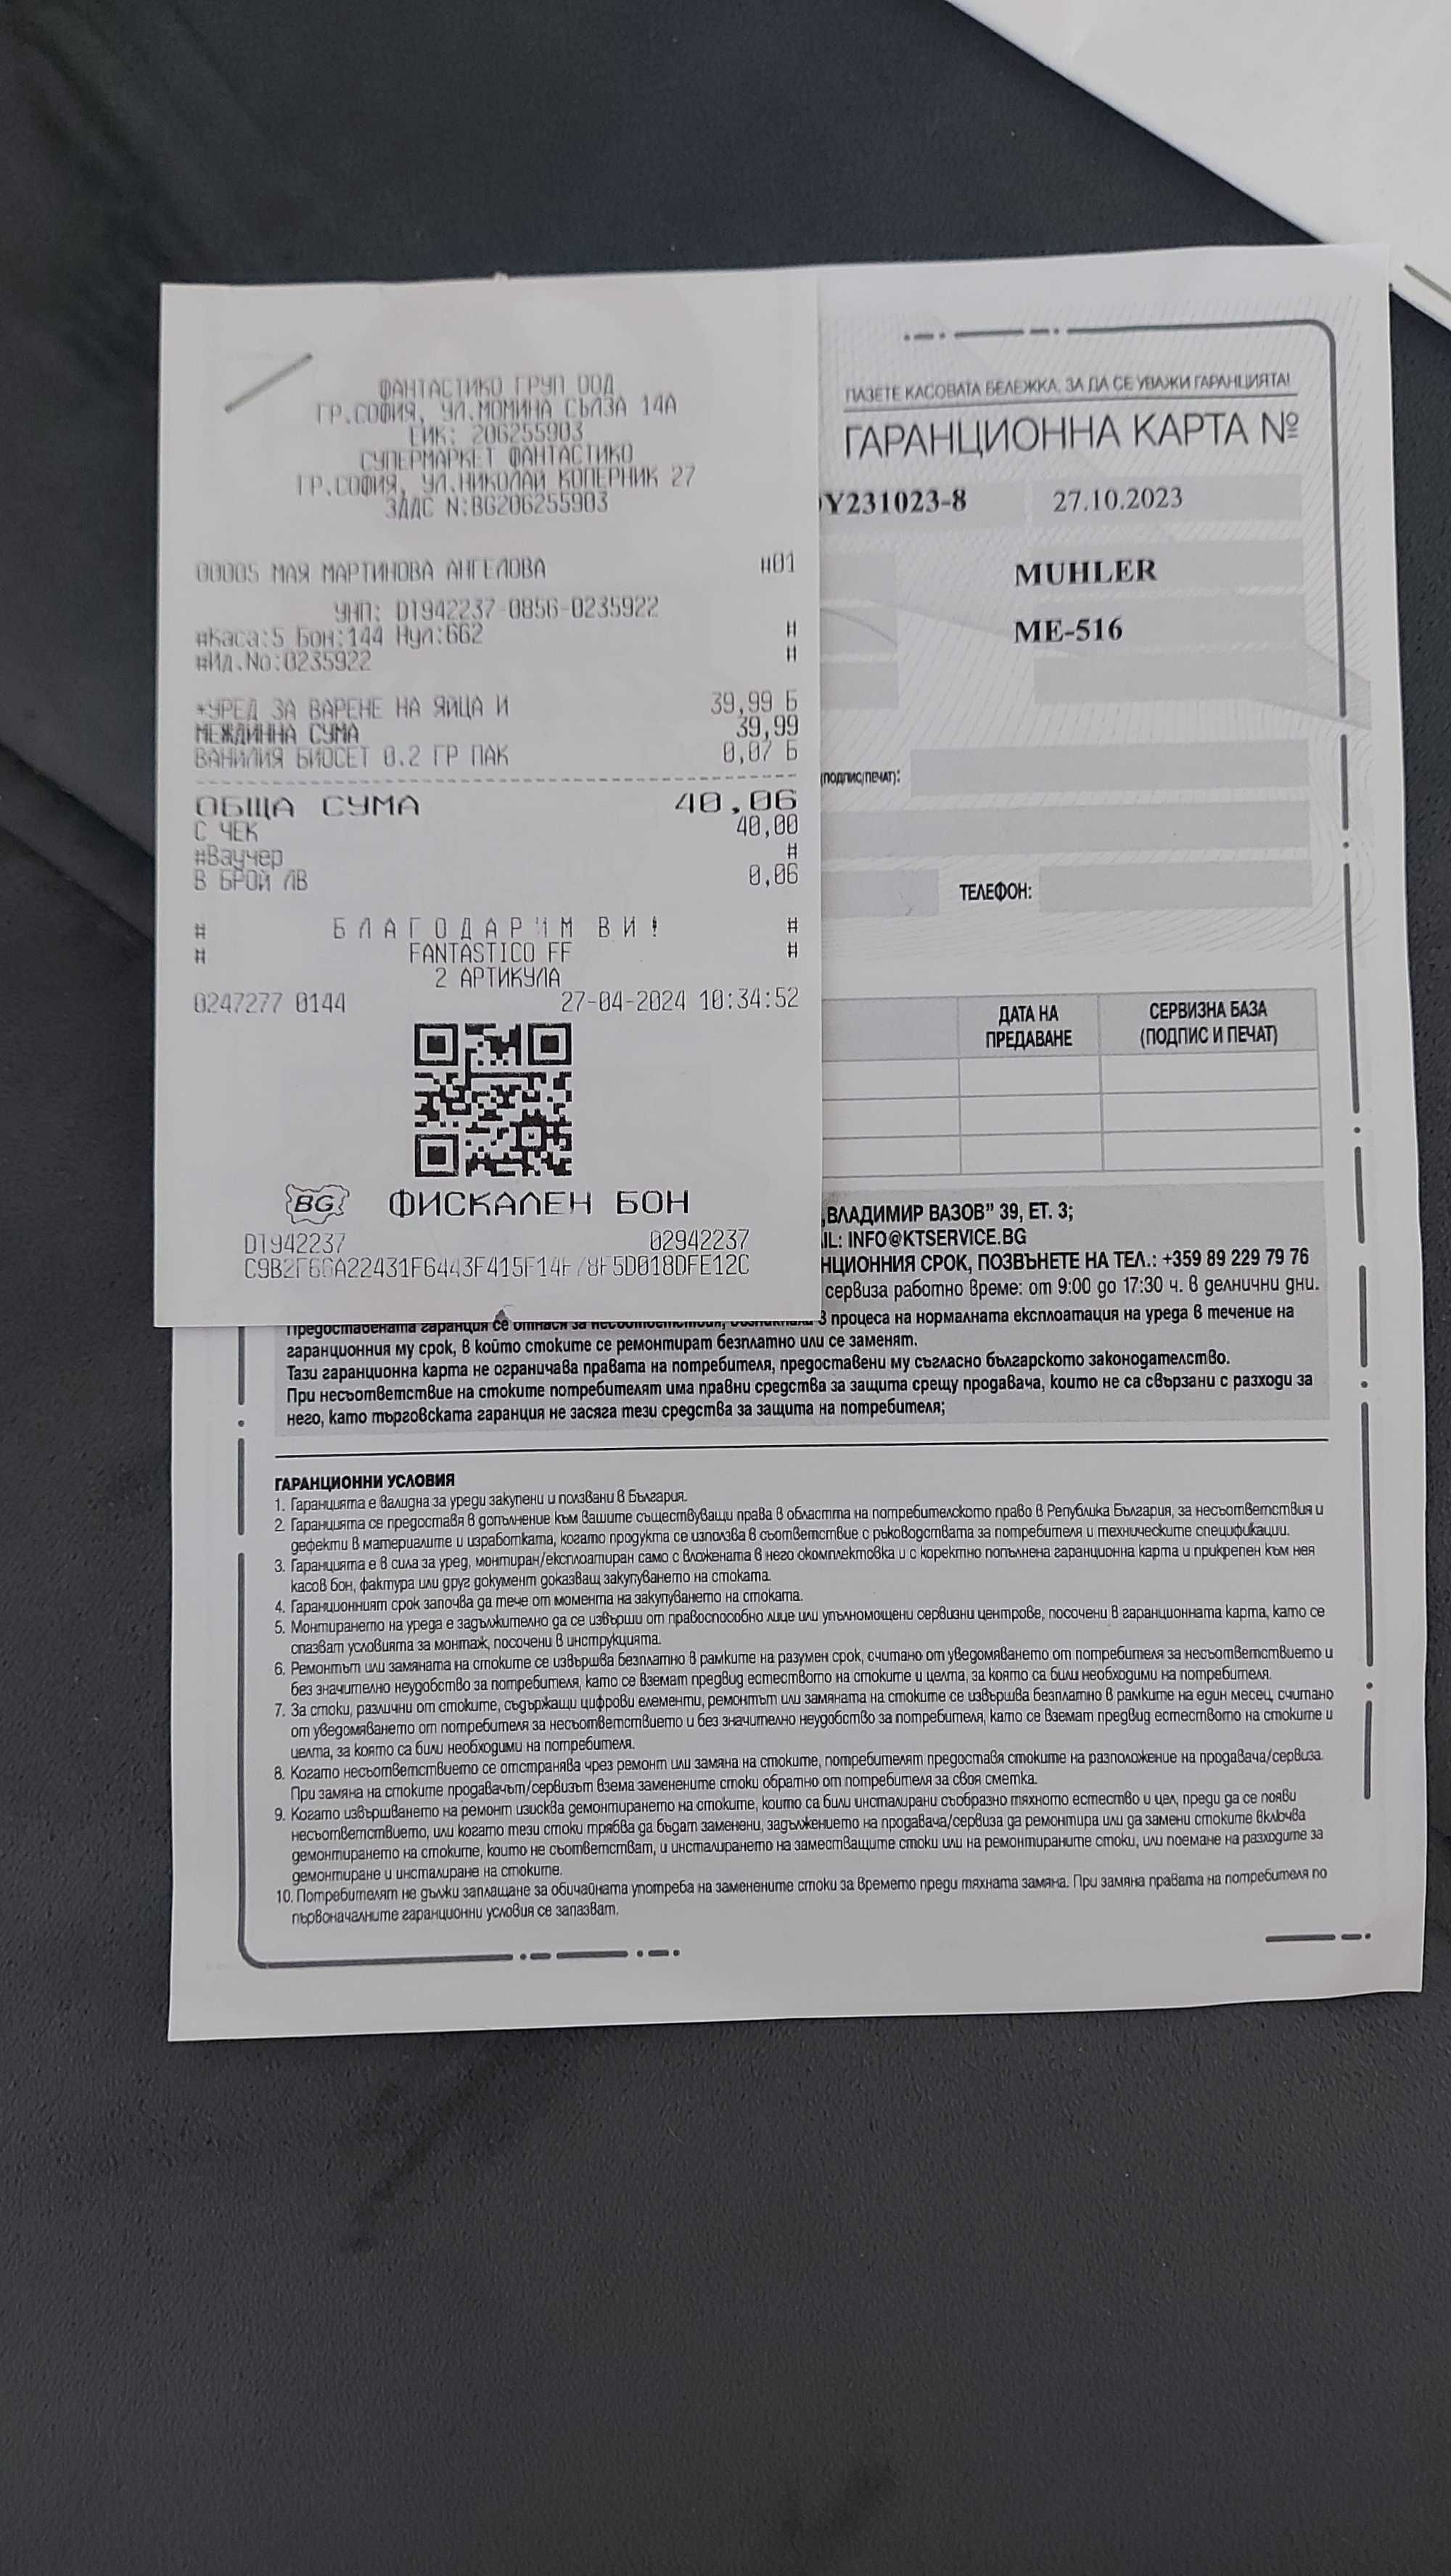 ФАНТАСТИКО ГРУП ООД
ГР.СОФИЯ, УЛ.МОМИНА СЪЛЗА 14А
ЕИК: 206255903
СУПЕРМАРКЕТ ФАНТАСТИКО
ГР.СОФИЯ, УЛ.НИКОЛАЙ КОПЕРНИК 27
ЗДДС N:BG206255903
00005 МАЯ МАРТИНОВА АНГЕЛОВА #01
УНП: D1942237-0856-0235922
#Каса:5 Бон:144 Нул:662 #
#Ид.No:0235922 #
*УРЕД ЗА ВАРЕНЕ НА ЯЙЦА И 39,99 Б
МЕЖДИННА СУМА 39,99
ВАНИЛИЯ БИОСЕТ 0.2 ГР ПАК 0,07 Б
ОБЩА СУМА 40,06
С ЧЕК 40,00
#Ваучер #
В БРОЙ ЛВ 0,06
# БЛАГОДАРИМ ВИ! #
# FANTASTICO FF #
2 АРТИКУЛА
0247277 0144 27-04-2024 10:34:52
BG ФИСКАЛЕН БОН
D1942237 02942237
ПАЗЕТЕ КАСОВАТА БЕЛЕЖКА, ЗА ДА СЕ УВАЖИ ГАРАНЦИЯТА!
ГАРАНЦИОННА КАРТА №
Y231023-8 27.10.2023
MUHLER
ME-516
(ПОДПИС/ПЕЧАТ):
ТЕЛЕФОН:
ДАТА НА ПРЕДАВАНЕ
СЕРВИЗНА БАЗА (ПОДПИС И ПЕЧАТ)
„ВЛАДИМИР ВАЗОВ" 39, ЕТ. 3;
IL: INFO@KTSERVICE.BG
НЦИОННИЯ СРОК, ПОЗВЪНЕТЕ НА ТЕЛ.: +359 89 229 79 76
сервиза работно време: от 9:00 до 17:30 ч. в делнични дни.
Предоставената гаранция се отнася за несъответствия, възникнали в процеса на нормалната експлоатация на уреда в течение на
гаранционния му срок, в който стоките се ремонтират безплатно или се заменят.
Тази гаранционна карта не ограничава правата на потребителя, предоставени му съгласно българското законодателство.
При несъответствие на стоките потребителят има правни средства за защита срещу продавача, които не са свързани с разходи за
него, като търговската гаранция не засяга тези средства за защита на потребителя;
ГАРАНЦИОННИ УСЛОВИЯ
1. Гаранцията е валидна за уреди закупени и ползвани в България.
2. Гаранцията се предоставя в допълнение към вашите съществуващи права в областта на потребителското право в Република България, за несъответствия и
дефекти в материалите и изработката, когато продукта се използва в съответствие с ръководствата за потребителя и техническите спецификации.
3. Гаранцията е в сила за уред, монтиран/експлоатиран само с вложената в него окомплектовка и с коректно попълнена гаранционна карта и прикрепен към нея
касов бон, фактура или друг документ доказващ закупуването на стоката.
4. Гаранционният срок започва да тече от момента на закупуването на стоката.
5. Монтирането на уреда е задължително да се извърши от правоспособно лице или упълномощени сервизни центрове, посочени в гаранционната карта, като се
спазват условията за монтаж, посочени в инструкцията.
6. Ремонтът или замяната на стоките се извършва безплатно в рамките на разумен срок, считано от уведомяването от потребителя за несъответствието и
без значително неудобство за потребителя, като се вземат предвид естеството на стоките и целта, за която са били необходими на потребителя.
7. За стоки, различни от стоките, съдържащи цифрови елементи, ремонтът или замяната на стоките се извършва безплатно в рамките на един месец, считано
от уведомяването от потребителя за несъответствието и без значително неудобство за потребителя, като се вземат предвид естеството на стоките и
целта, за която са били необходими на потребителя.
8. Когато несъответствието се отстранява чрез ремонт или замяна на стоките, потребителят предоставя стоките на разположение на продавача/сервиза.
При замяна на стоките продавачът/сервизът взема заменените стоки обратно от потребителя за своя сметка.
9. Когато извършването на ремонт изисква демонтирането на стоките, които са били инсталирани съобразно тяхното естество и цел, преди да се появи
несъответствието, или когато тези стоки трябва да бъдат заменени, задължението на продавача/сервиза да ремонтира или да замени стоките включва
демонтирането на стоките, които не съответстват, и инсталирането на заместващите стоки или на ремонтираните стоки, или поемане на разходите за
демонтиране и инсталиране на стоките.
10. Потребителят не дължи заплащане за обичайната употреба на заменените стоки за времето преди тяхната замяна. При замяна правата на потребителя по
първоначалните гаранционни условия се запазват.